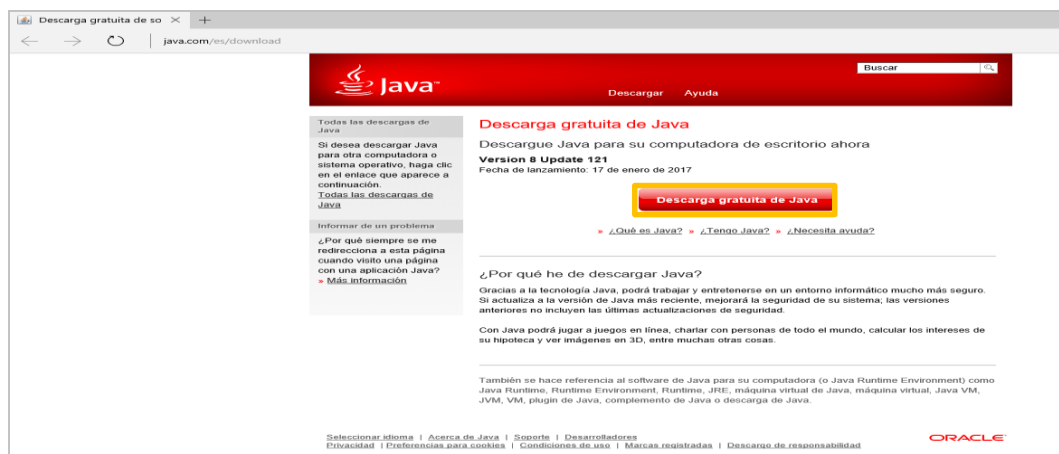 Descarga gratuita de so
java.com/es/download
Java™
Buscar
Descargar Ayuda
Todas las descargas de
Java
Si desea descargar Java
para otra computadora o
sistema operativo, haga clic
en el enlace que aparece a
continuación.
Todas las descargas de
Java
Informar de un problema
¿Por qué siempre se me
redirecciona a esta página
cuando visito una página
con una aplicación Java?
» Más información
Descarga gratuita de Java
Descargue Java para su computadora de escritorio ahora
Version 8 Update 121
Fecha de lanzamiento: 17 de enero de 2017
Descarga gratuita de Java
» ¿Qué es Java? » ¿Tengo Java? » ¿Necesita ayuda?
¿Por qué he de descargar Java?
Gracias a la tecnología Java, podrá trabajar y entretenerse en un entorno informático mucho más seguro.
Si actualiza a la versión de Java más reciente, mejorará la seguridad de su sistema; las versiones
anteriores no incluyen las últimas actualizaciones de seguridad.
Con Java podrá jugar a juegos en línea, charlar con personas de todo el mundo, calcular los intereses de
su hipoteca y ver imágenes en 3D, entre muchas otras cosas.
También se hace referencia al software de Java para su computadora (o Java Runtime Environment) como
Java Runtime, Runtime Environment, Runtime, JRE, máquina virtual de Java, máquina virtual, Java VM,
JVM, VM, plugin de Java, complemento de Java o descarga de Java.
Seleccionar idioma | Acerca de Java | Soporte | Desarrolladores
Privacidad | Preferencias para cookies | Condiciones de uso | Marcas registradas | Descargo de responsabilidad
ORACLE